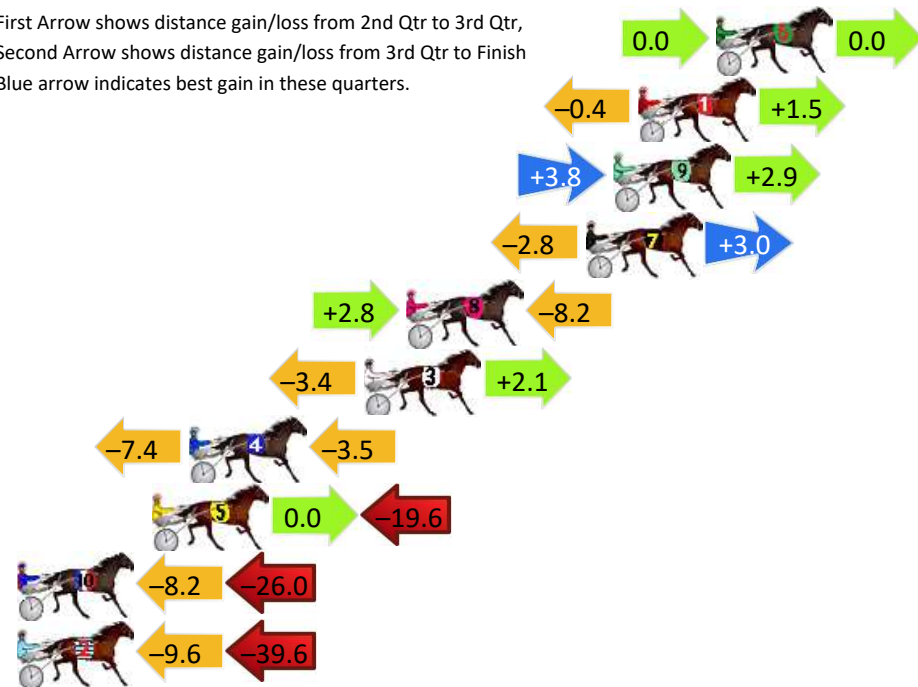 First Arrow shows distance gain/loss from 2nd Qtr to 3rd Qtr,
Second Arrow shows distance gain/loss from 3rd Qtr to Finish
Blue arrow indicates best gain in these quarters.
0.0 6 0.0
–0.4 1 +1.5
+3.8 9 +2.9
–2.8 7 +3.0
+2.8 8 –8.2
–3.4 3 +2.1
–7.4 4 –3.5
5 0.0 –19.6
10 –8.2 –26.0
2 –9.6 –39.6